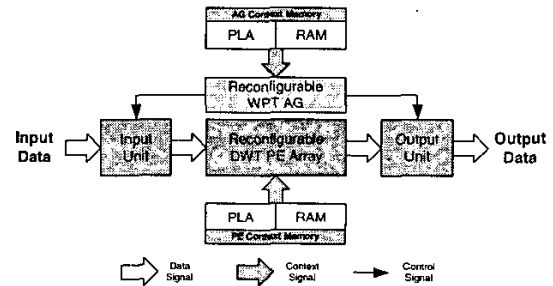 AG Context Memory
PLA RAM
Reconfigurable
WPT AG
Input
Data
Input
Unit
Reconfigurable
DWT PE Array
Output
Unit
Output
Data
PLA RAM
PE Context Memory
Data
Signal
Context
Signal
Control
Signal